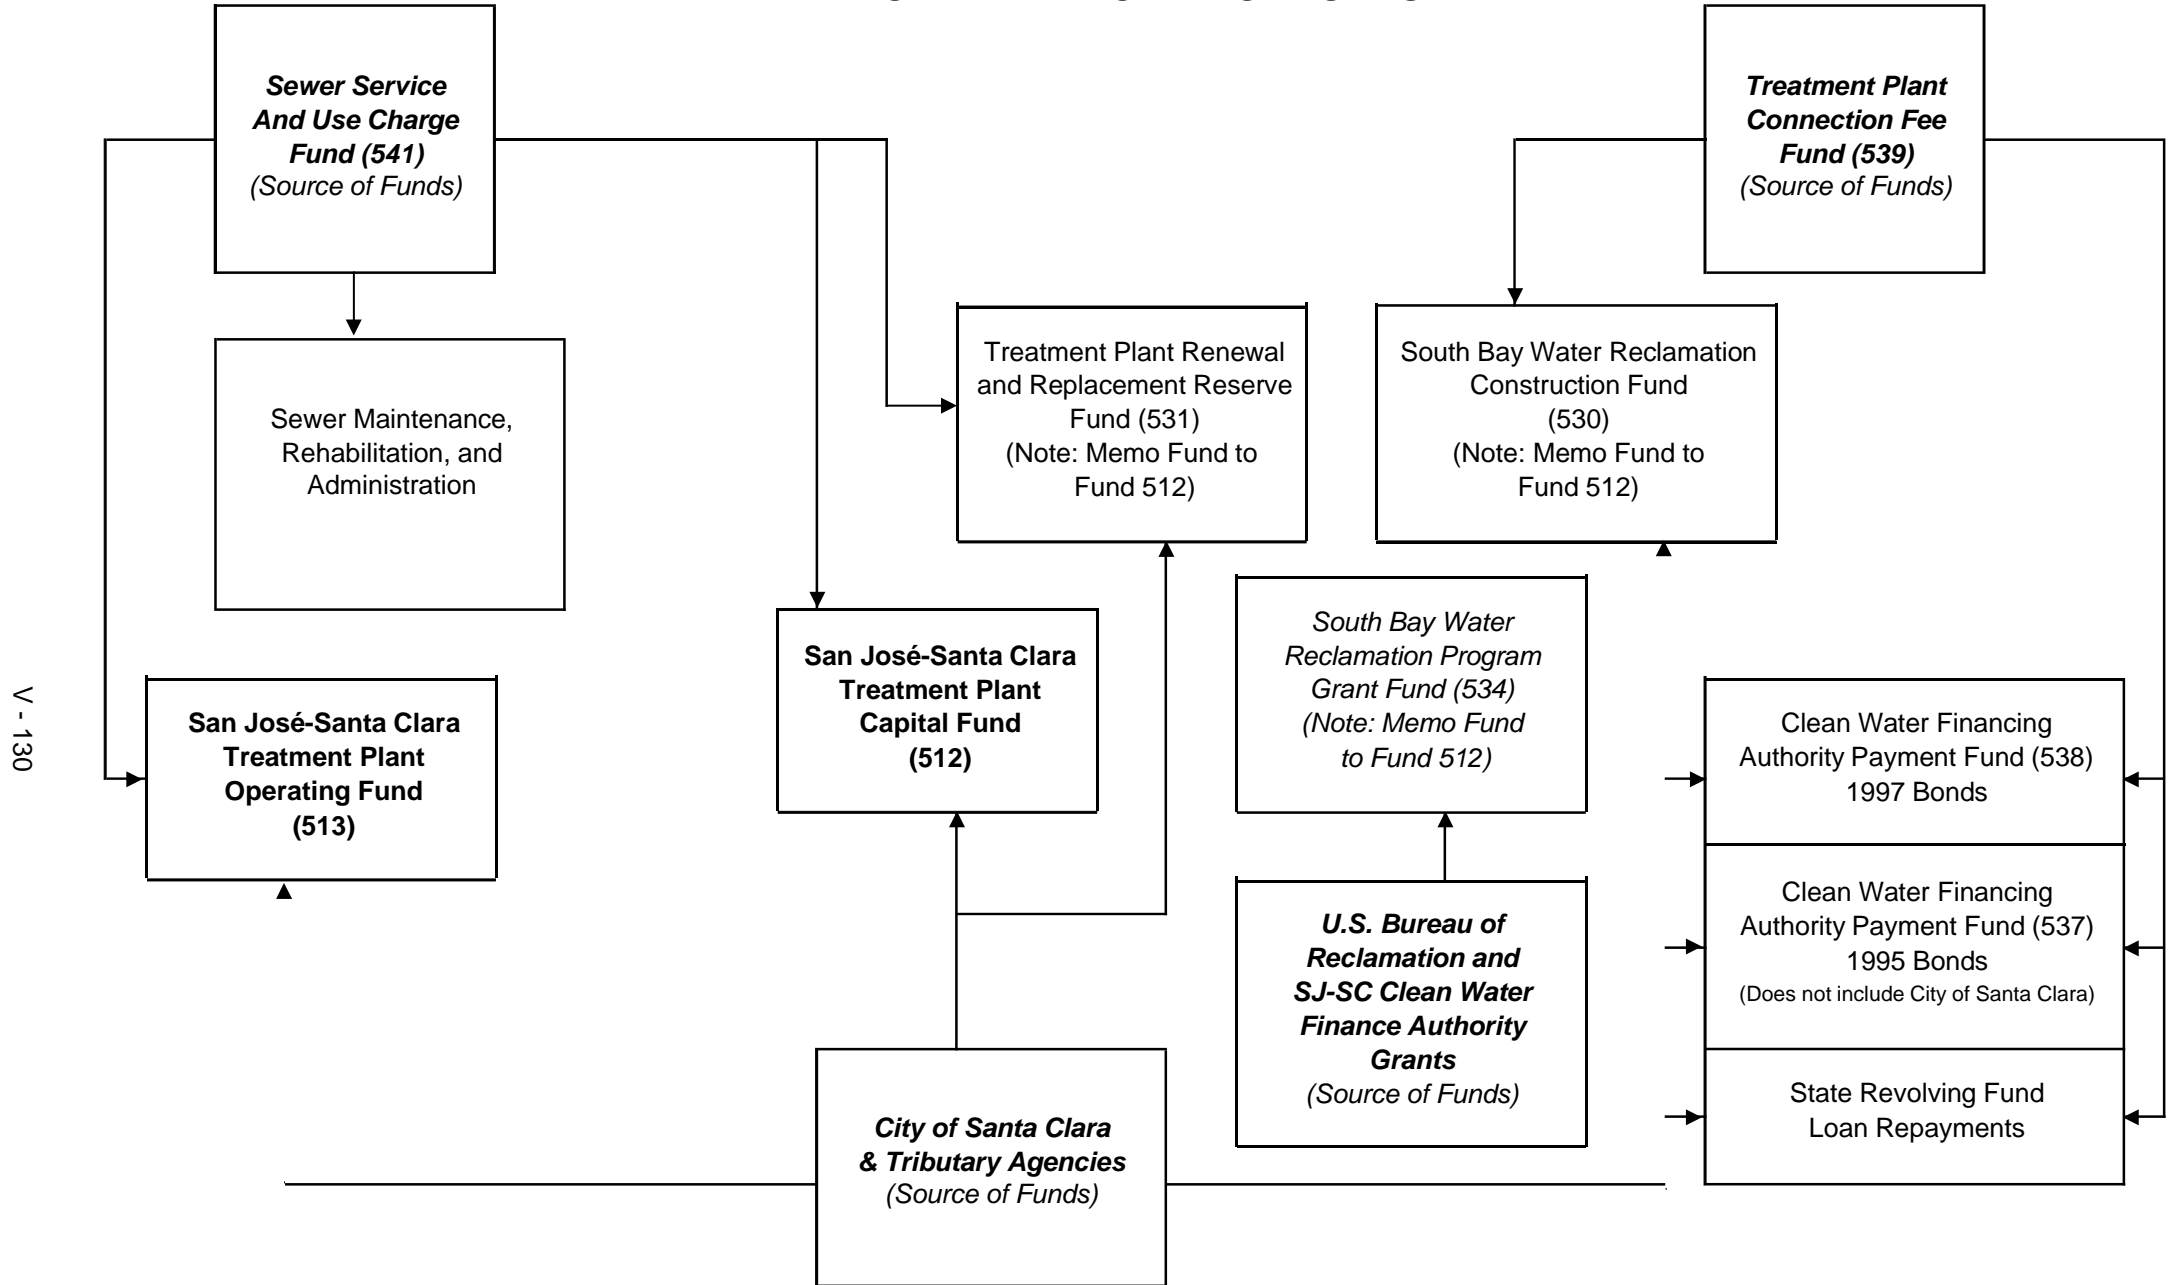 Sewer Service
And Use Charge
Fund (541)
(Source of Funds)
Treatment Plant
Connection Fee
Fund (539)
(Source of Funds)
Sewer Maintenance,
Rehabilitation, and
Administration
Treatment Plant Renewal
and Replacement Reserve
Fund (531)
(Note: Memo Fund to
Fund 512)
South Bay Water Reclamation
Construction Fund
(530)
(Note: Memo Fund to
Fund 512)
San José-Santa Clara
Treatment Plant
Operating Fund
(513)
San José-Santa Clara
Treatment Plant
Capital Fund
(512)
South Bay Water
Reclamation Program
Grant Fund (534)
(Note: Memo Fund
to Fund 512)
Clean Water Financing
Authority Payment Fund (538)
1997 Bonds
Clean Water Financing
Authority Payment Fund (537)
1995 Bonds
(Does not include City of Santa Clara)
State Revolving Fund
Loan Repayments
U.S. Bureau of
Reclamation and
SJ-SC Clean Water
Finance Authority
Grants
(Source of Funds)
City of Santa Clara
& Tributary Agencies
(Source of Funds)
V - 130